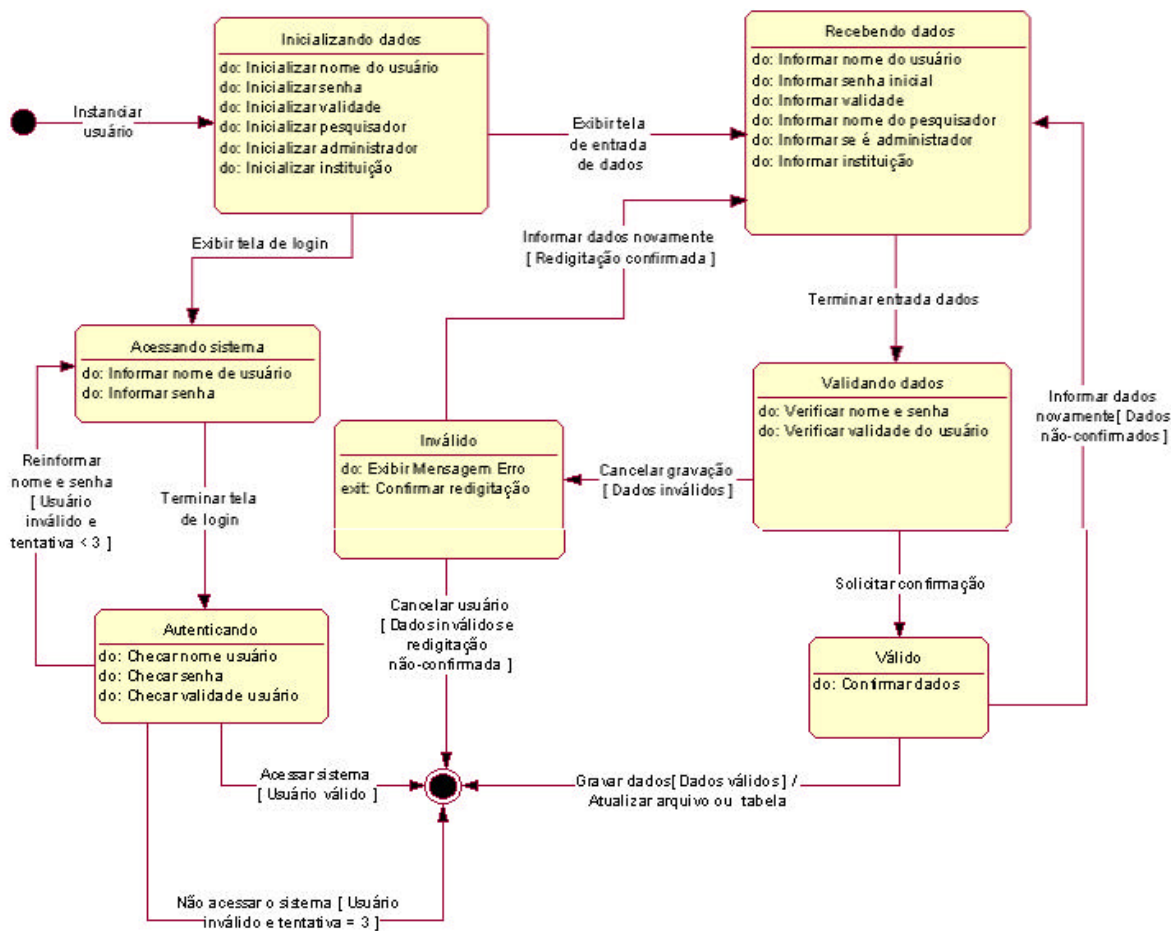 Inicializando dados
do: Inicializar nome do usuário
do: Inicializar senha
do: Inicializar validade
do: Inicializar pesquisador
do: Inicializar administrador
do: Inicializar instituição
Recebendo dados
do: Informar nome do usuário
do: Informar senha inicial
do: Informar validade
do: Informar nome do pesquisador
do: Informar se é administrador
do: Informar instituição
Instanciar
usuário
Exibir tela
de entrada
de dados
Exibir tela de login
Informar dados novamente
[ Redigitação confirmada ]
Terminar entrada dados
Acessando sistema
do: Informar nome de usuário
do: Informar senha
Validando dados
do: Verificar nome e senha
do: Verificar validade do usuário
Informar dados
novamente[ Dados
não-confirmados ]
Inválido
do: Exibir Mensagem Erro
exit: Confirmar redigitação
Cancelar gravação
[ Dados inválidos ]
Reinformar
nome e senha
[ Usuário
inválido e
tentativa < 3 ]
Terminar tela
de login
Solicitar confirmação
Cancelar usuário
[ Dados inválidos e
redigitação
não-confirmada ]
Autenticando
do: Checar nome usuário
do: Checar senha
do: Checar validade usuário
Válido
do: Confirmar dados
Acessar sistema
[ Usuário válido ]
Gravar dados[ Dados válidos ] /
Atualizar arquivo ou tabela
Não acessar o sistema [ Usuário
inválido e tentativa = 3 ]